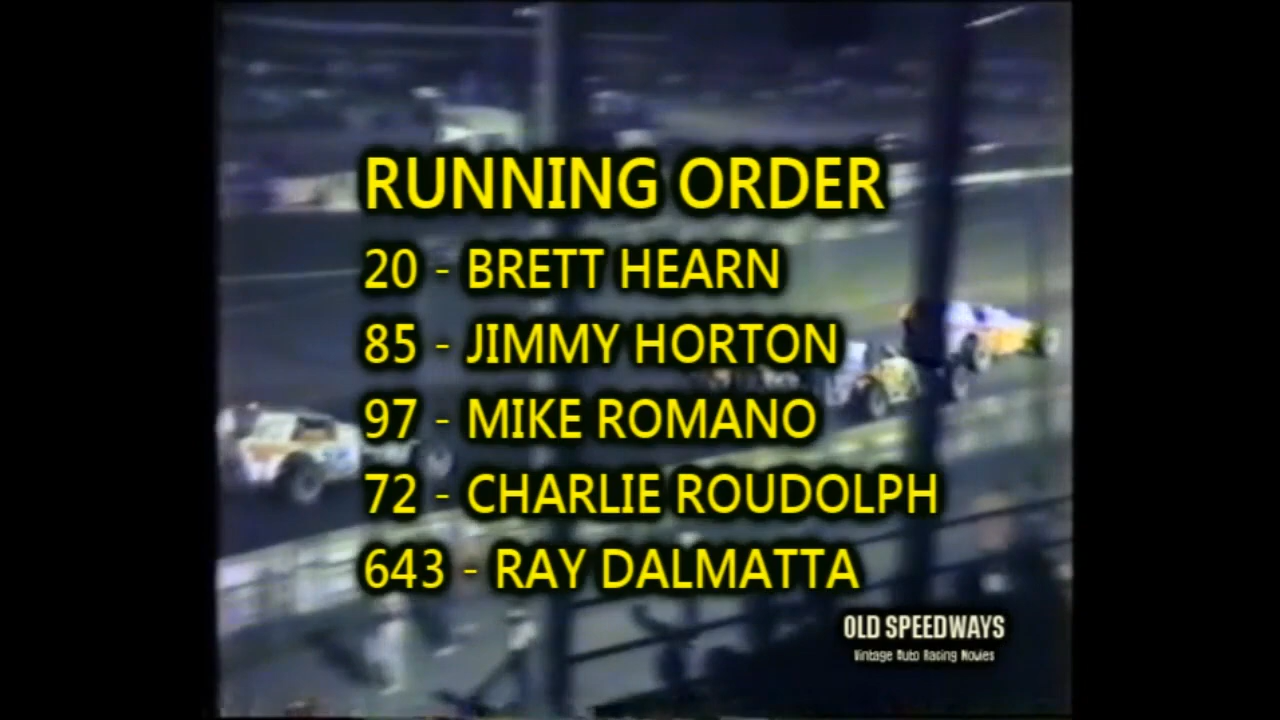 RUNNING ORDER
20 - BRETT HEARN
85 - JIMMY HORTON
97 - MIKE ROMANO
72 - CHARLIE ROUDOLPH
643 - RAY DALMATTA
OLD SPEEDWAYS
Vintage Auto Racing Movies